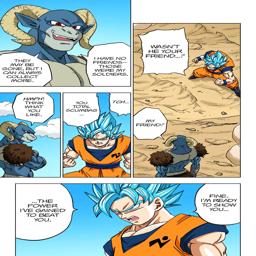 WASN'T
HE YOUR
FRIEND...?
MY
FRIEND?
I HAVE NO
FRIENDS--
THOSE
WERE MY
SOLDIERS.
THEY
MAY BE
GONE, BUT I
CAN ALWAYS
COLLECT
MORE.
TCH...
YOU
TOTAL
SCUMBAG
HMPH!
THINK
WHAT YOU
LIKE.
FINE.
I'M READY
TO SHOW
YOU...
...THE
POWER
I'VE GAINED
TO BEAT
YOU.